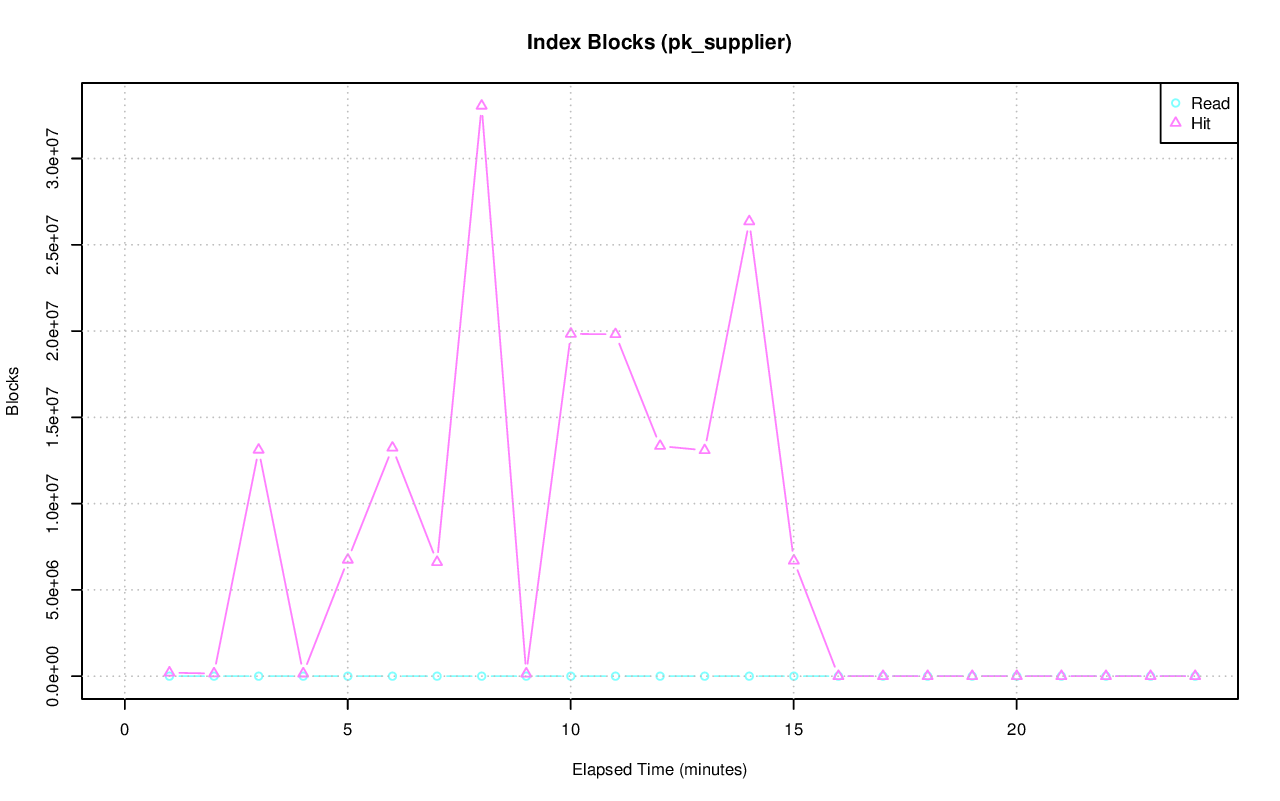 Index Blocks (pk_supplier)
Read
Hit
Blocks
3.0e+07
2.5e+07
2.0e+07
1.5e+07
1.0e+07
5.0e+06
0.0e+00
0 5 10 15 20
Elapsed Time (minutes)